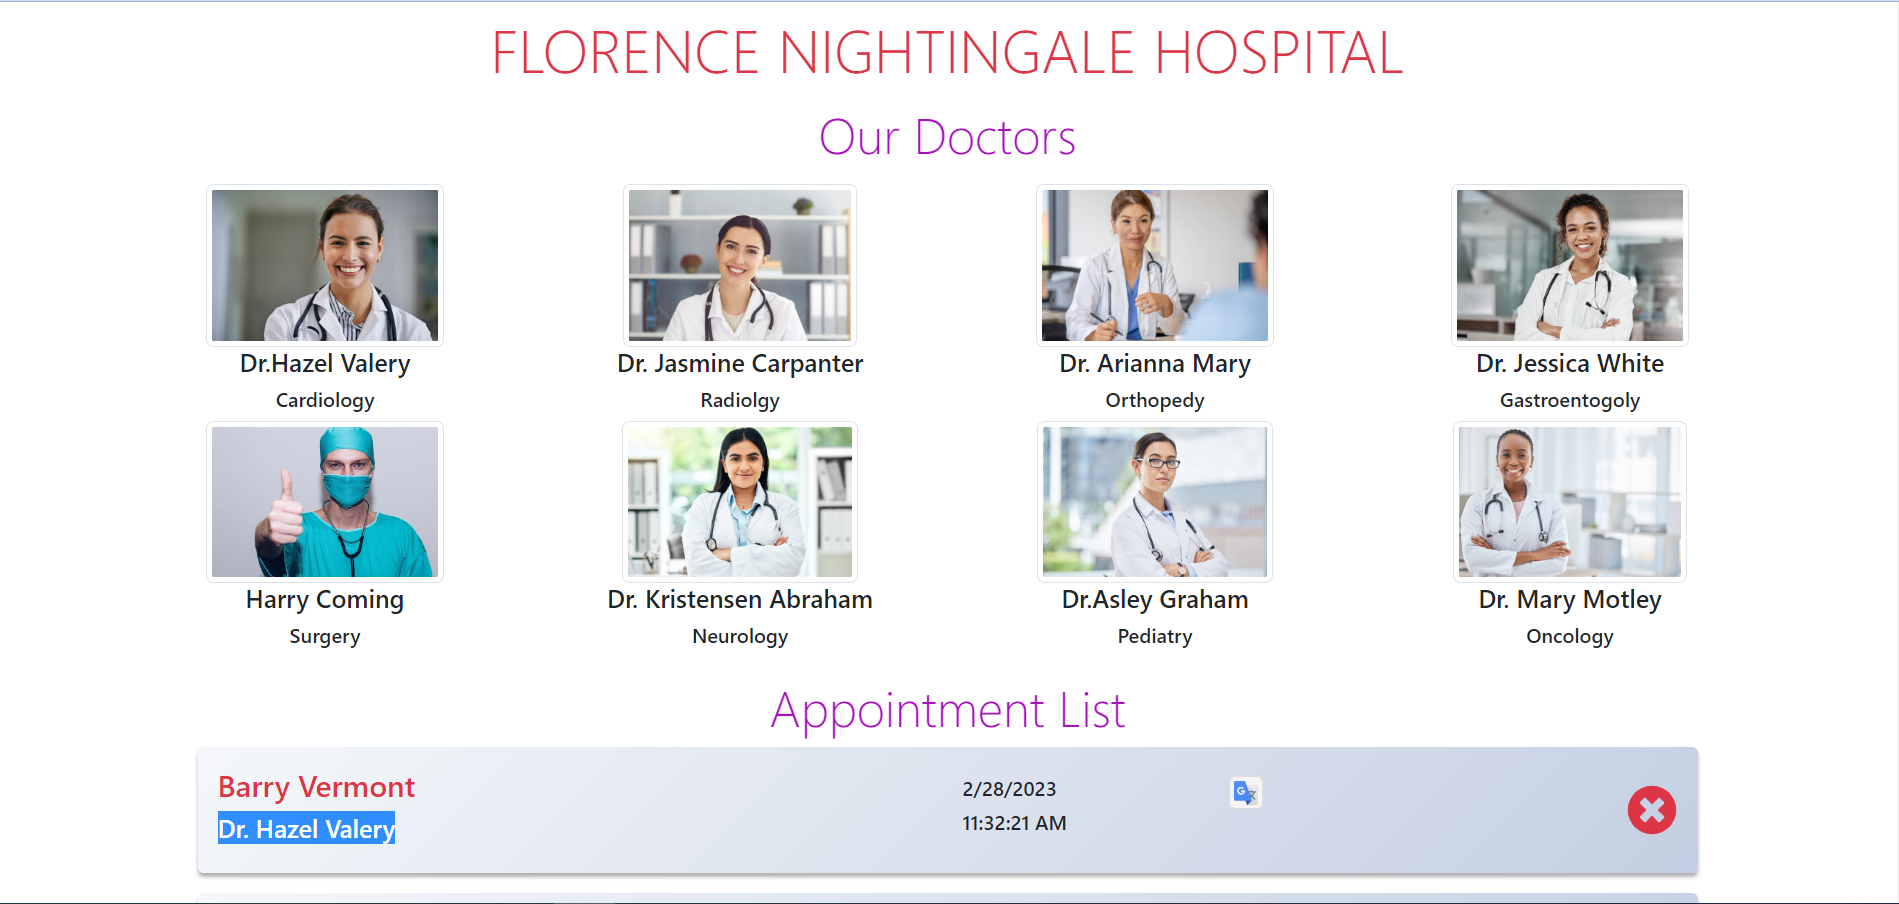 FLORENCE NIGHTINGALE HOSPITAL
Our Doctors
Dr.Hazel Valery
Cardiology
Dr. Jasmine Carpanter
Radiolgy
Dr. Arianna Mary
Orthopedy
Dr. Jessica White
Gastroentogoly
Harry Coming
Surgery
Dr. Kristensen Abraham
Neurology
Dr.Asley Graham
Pediatry
Dr. Mary Motley
Oncology
Appointment List
Barry Vermont
Dr. Hazel Valery
2/28/2023
11:32:21 AM